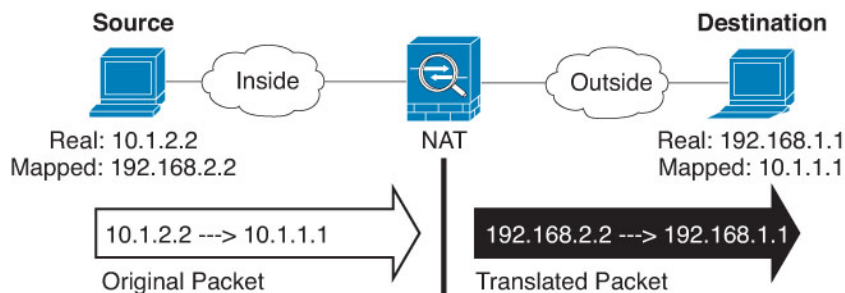 Source
Destination
Inside
Outside
Real: 10.1.2.2
Mapped: 192.168.2.2
NAT
Real: 192.168.1.1
Mapped: 10.1.1.1
10.1.2.2 ---> 10.1.1.1
192.168.2.2 ---> 192.168.1.1
Original Packet
Translated Packet